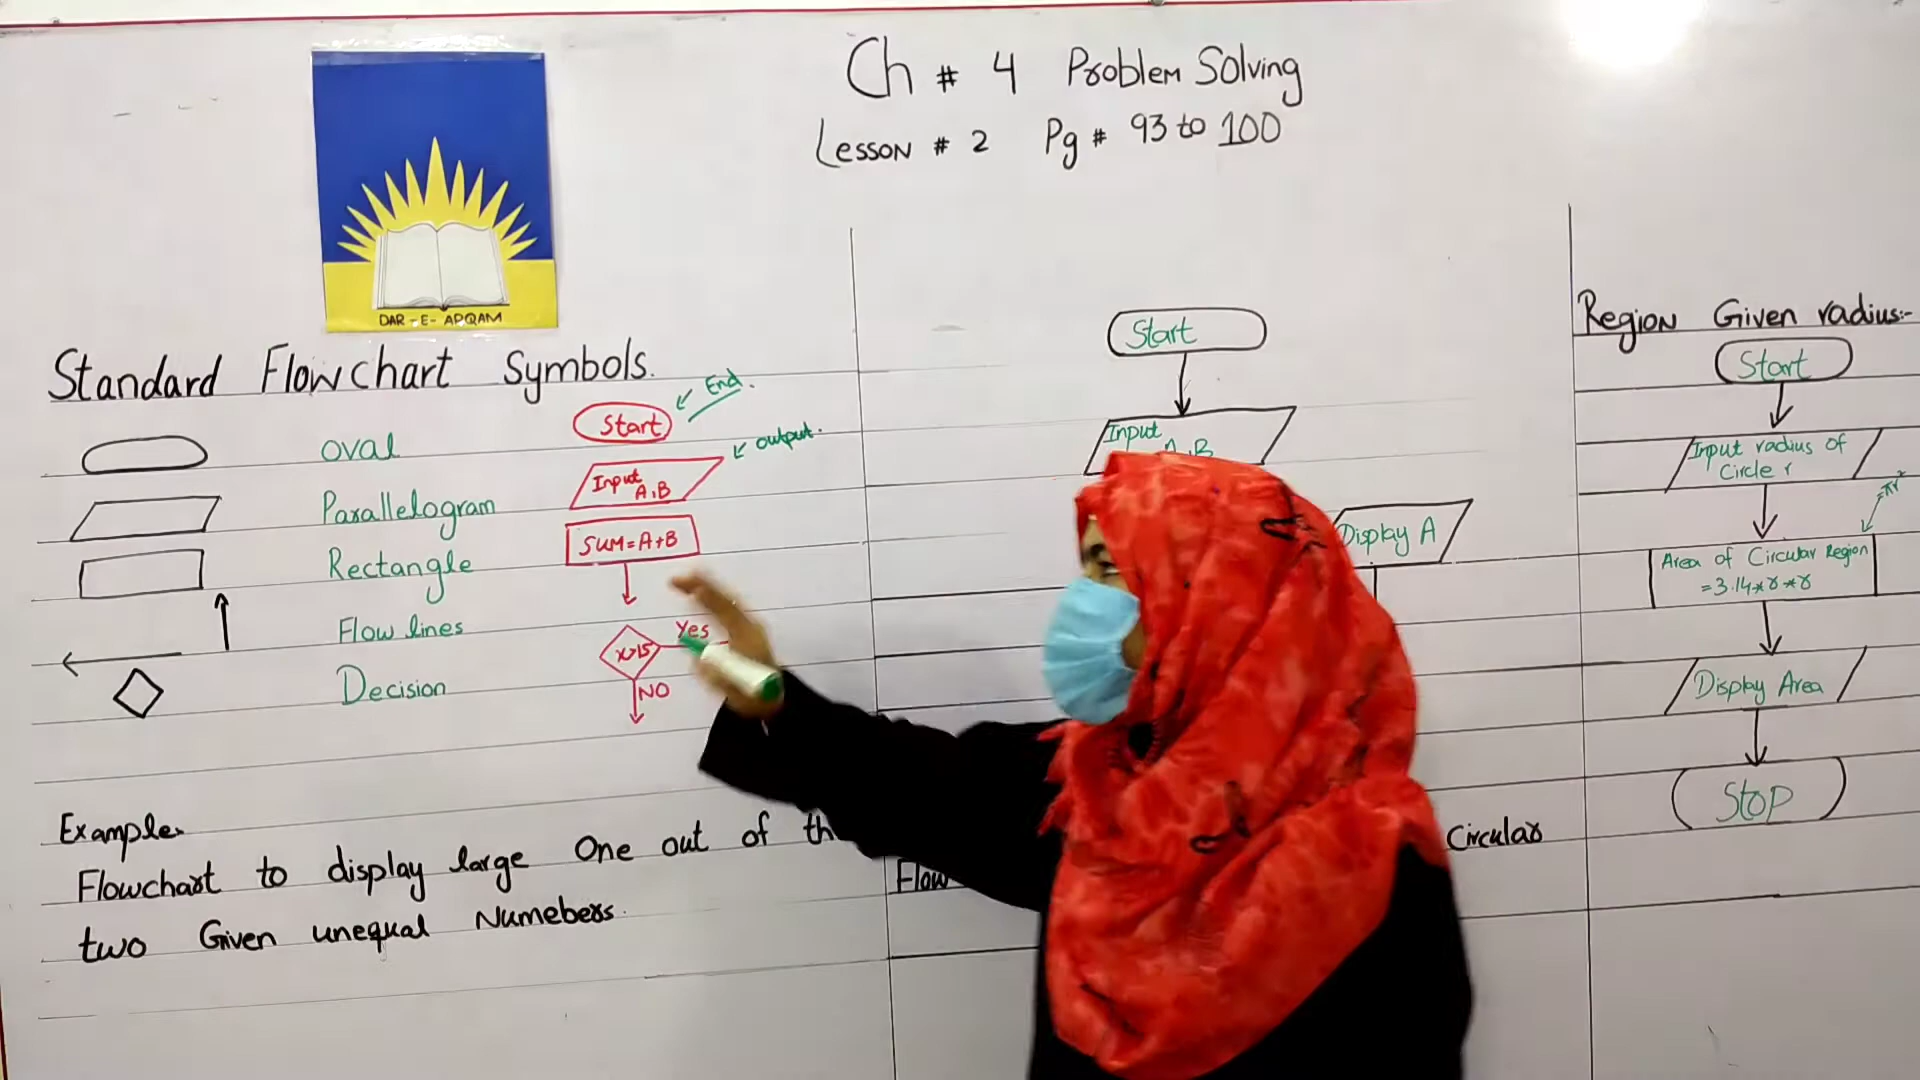 Ch # 4 Problem Solving
Lesson # 2 Pg # 93 to 100
DAR-E-ARQAM
Standard Flowchart Symbols.
oval
Parallelogram
Rectangle
Flow lines
Decision
End.
Start
output.
Input
A,B
SUM=A+B
Yes
x>15
NO
Example
Flowchart to display large One out of
two Given unequal Numebers.
Start
Input
A,B
Display A
Flow
Circular
Region Given radius:-
Start
Input radius of
Circle r
Area of Circular Region
=3.14*r*r
Display Area
Stop